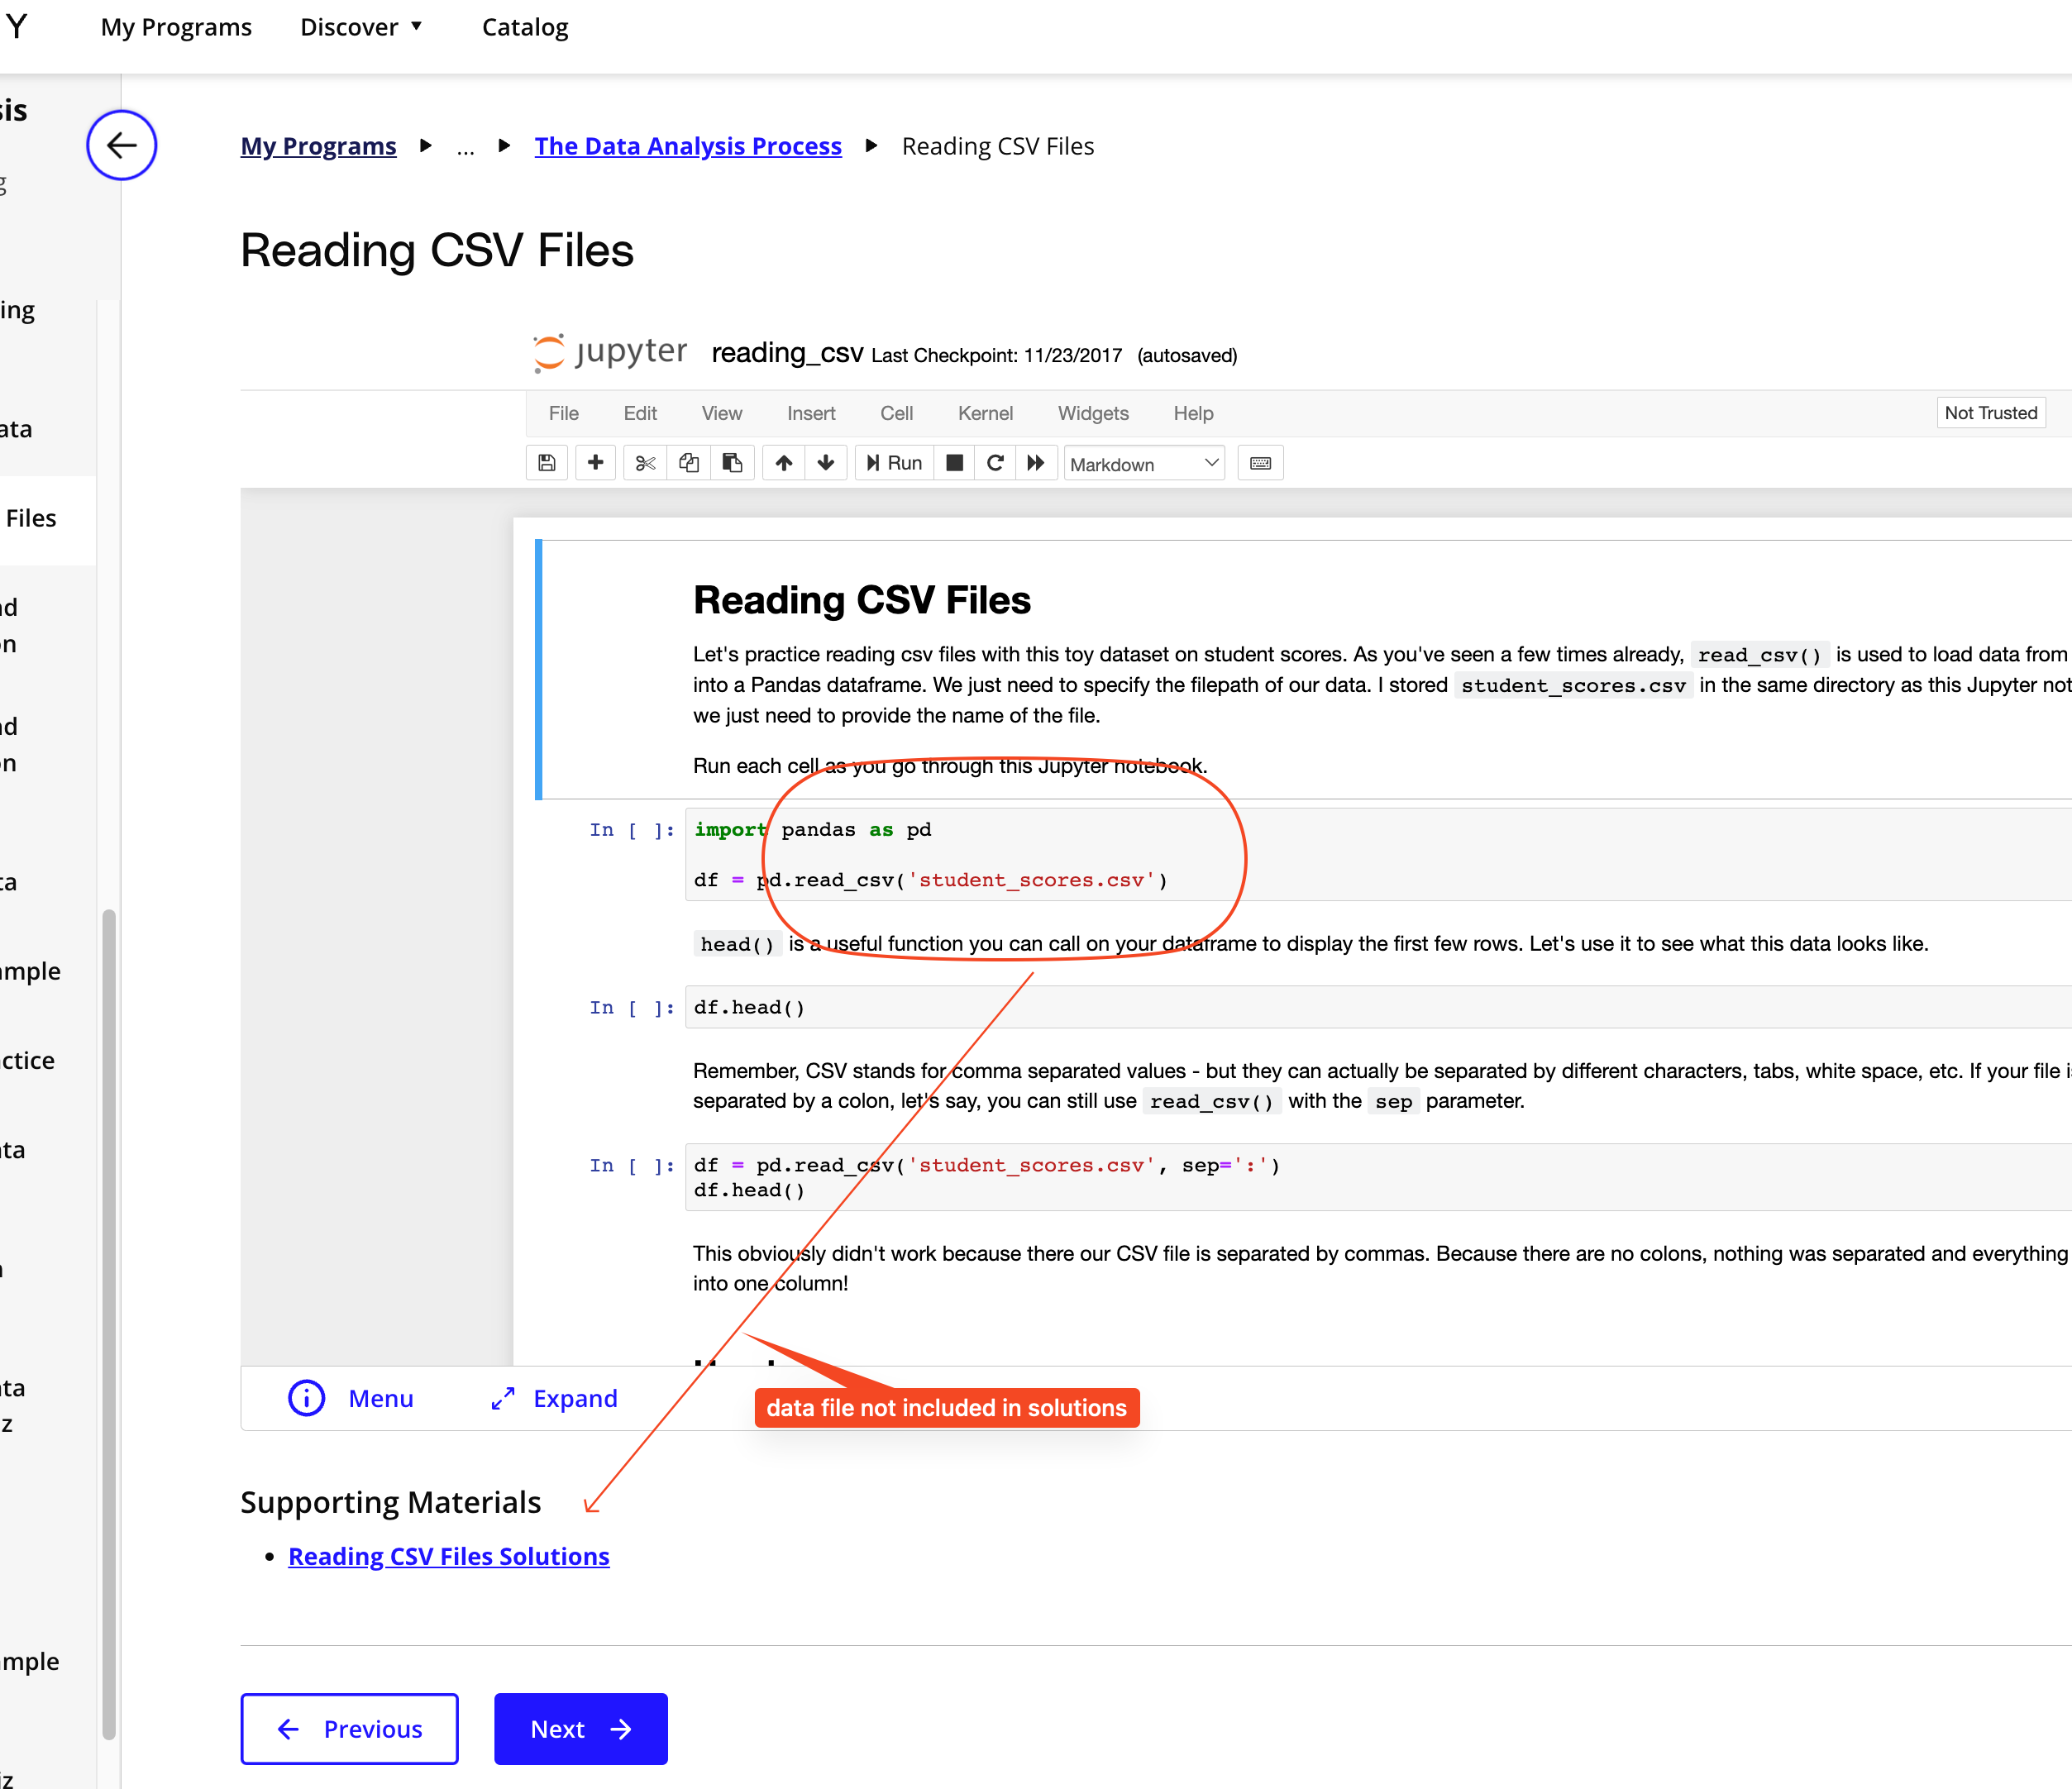 Y My Programs Discover ▼ Catalog
sis
My Programs ▶ ... ▶ The Data Analysis Process ▶ Reading CSV Files
g
Reading CSV Files
ing
jupyter reading_csv Last Checkpoint: 11/23/2017 (autosaved)
File Edit View Insert Cell Kernel Widgets Help Not Trusted
ata
Run Markdown
Files
Reading CSV Files
Let's practice reading csv files with this toy dataset on student scores. As you've seen a few times already, read_csv() is used to load data from
into a Pandas dataframe. We just need to specify the filepath of our data. I stored student_scores.csv in the same directory as this Jupyter not
we just need to provide the name of the file.
Run each cell as you go through this Jupyter notebook.
nd
on
nd
on
In [ ]: import pandas as pd
df = pd.read_csv('student_scores.csv')
ta
head() is a useful function you can call on your dataframe to display the first few rows. Let's use it to see what this data looks like.
ample
In [ ]: df.head()
actice
Remember, CSV stands for comma separated values - but they can actually be separated by different characters, tabs, white space, etc. If your file i
separated by a colon, let's say, you can still use read_csv() with the sep parameter.
ata
In [ ]: df = pd.read_csv('student_scores.csv', sep=':')
df.head()
This obviously didn't work because there our CSV file is separated by commas. Because there are no colons, nothing was separated and everything
into one column!
ata
z
Menu Expand
data file not included in solutions
Supporting Materials
• Reading CSV Files Solutions
ample
Previous Next
iz